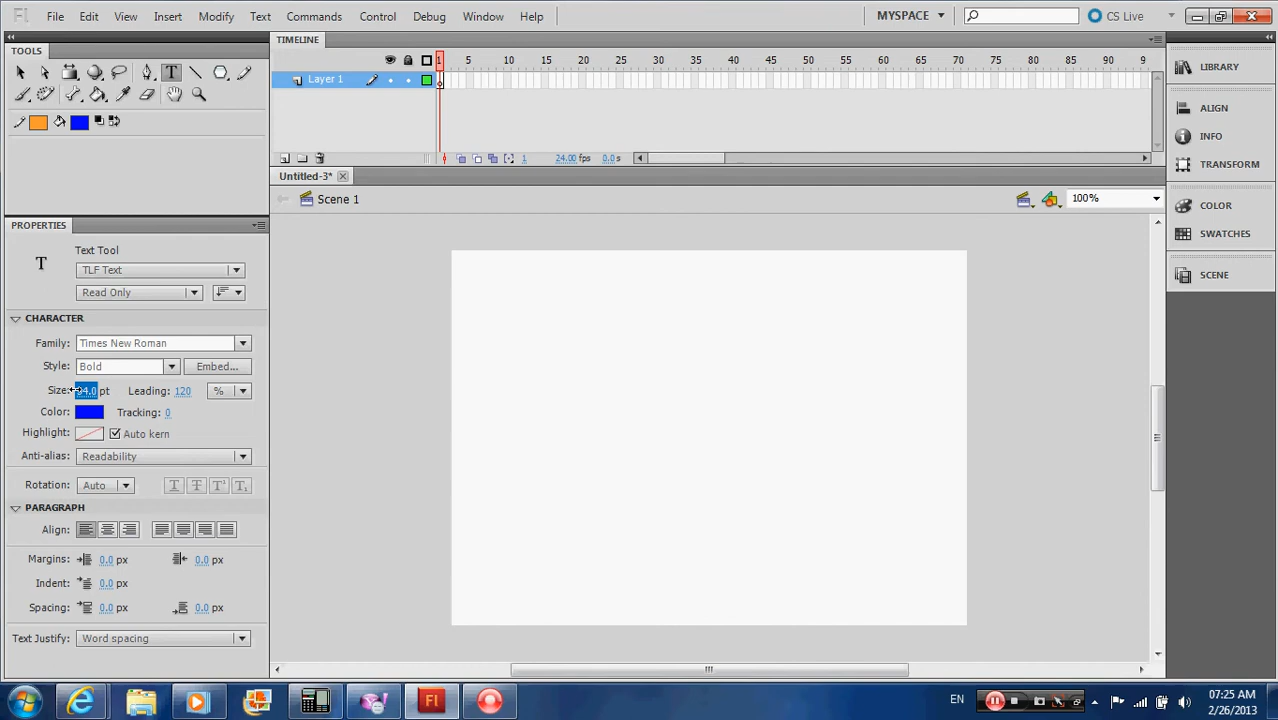 Fl File Edit View Insert Modify Text Commands Control Debug Window Help MYSPACE CS Live
TOOLS
TIMELINE
1 5 10 15 20 25 30 35 40 45 50 55 60 65 70 75 80 85 90 9
Layer 1
1 24.00 fps 0.0 s
Untitled-3*
Scene 1
100%
LIBRARY
ALIGN
INFO
TRANSFORM
COLOR
SWATCHES
SCENE
PROPERTIES
T Text Tool
TLF Text
Read Only
CHARACTER
Family: Times New Roman
Style: Bold Embed...
Size: pt Leading: 120 %
Color: Tracking: 0
Highlight: Auto kern
Anti-alias: Readability
Rotation: Auto T T T¹ T₁
PARAGRAPH
Align:
Margins: 0.0 px 0.0 px
Indent: 0.0 px
Spacing: 0.0 px 0.0 px
Text Justify: Word spacing
Fl EN 07:25 AM
2/26/2013